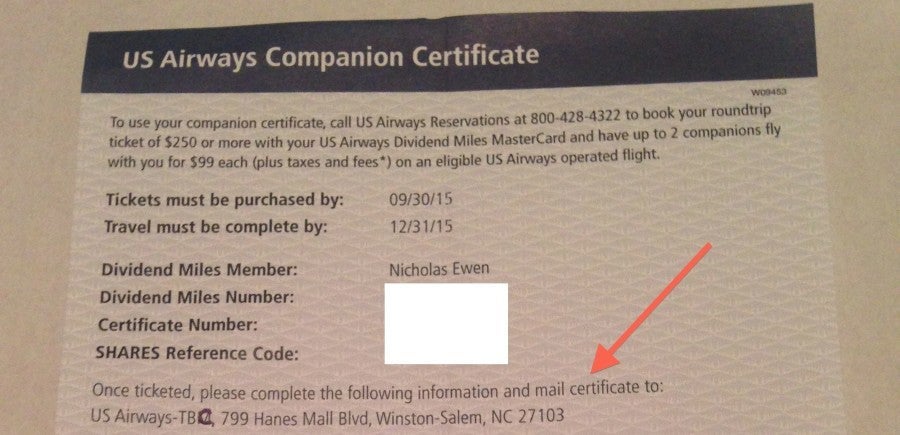 US Airways Companion Certificate
W09453
To use your companion certificate, call US Airways Reservations at 800-428-4322 to book your roundtrip
ticket of $250 or more with your US Airways Dividend Miles MasterCard and have up to 2 companions fly
with you for $99 each (plus taxes and fees*) on an eligible US Airways operated flight.
Tickets must be purchased by: 09/30/15
Travel must be complete by: 12/31/15
Dividend Miles Member: Nicholas Ewen
Dividend Miles Number:
Certificate Number:
SHARES Reference Code:
Once ticketed, please complete the following information and mail certificate to:
US Airways- 799 Hanes Mall Blvd, Winston-Salem, NC 27103